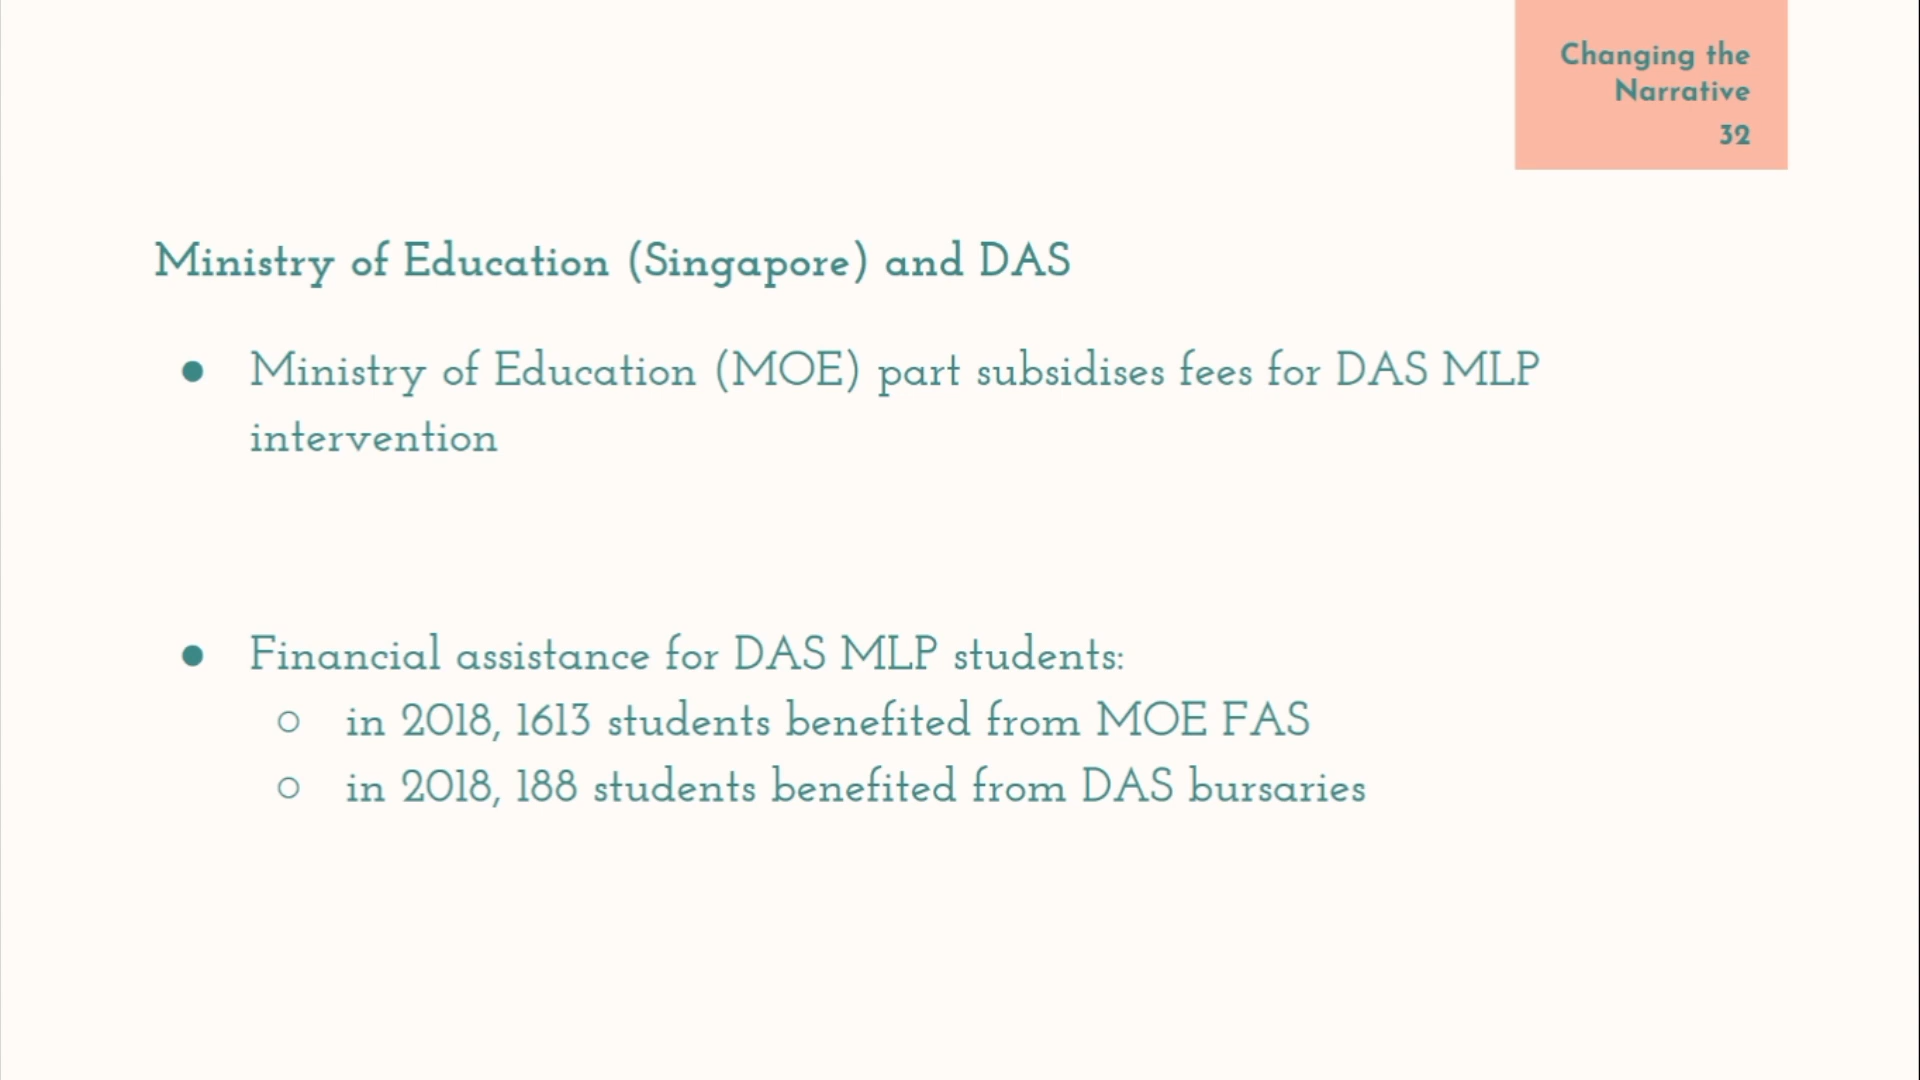 Changing the
Narrative
32
Ministry of Education (Singapore) and DAS
● Ministry of Education (MOE) part subsidises fees for DAS MLP
intervention
● Financial assistance for DAS MLP students:
○ in 2018, 1613 students benefited from MOE FAS
○ in 2018, 188 students benefited from DAS bursaries